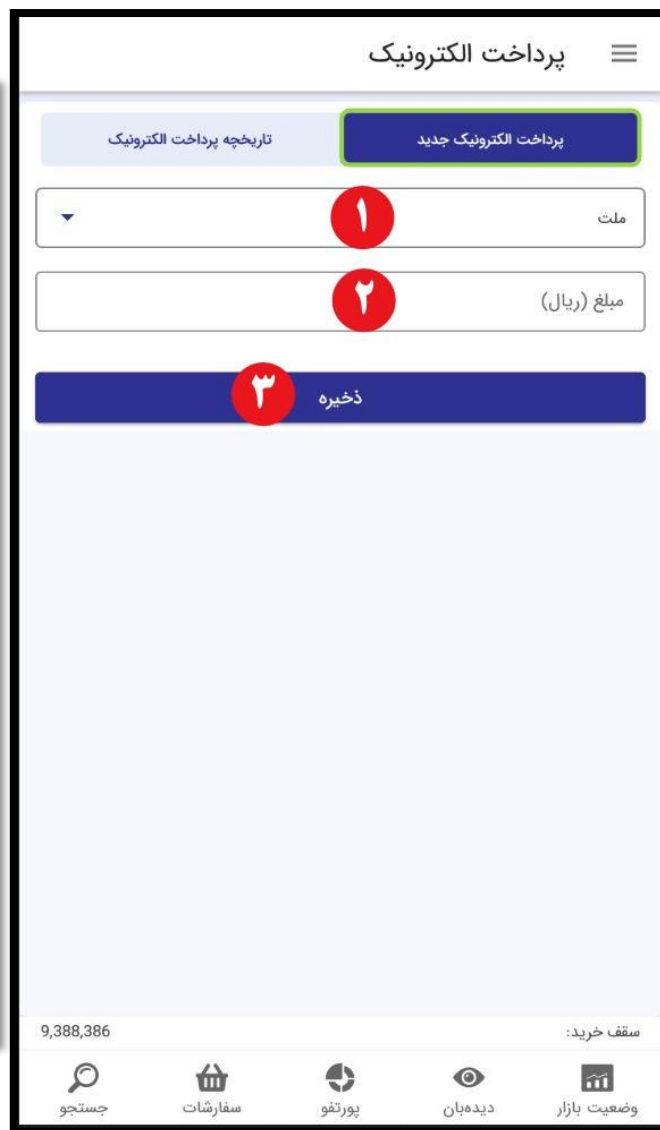 پرداخت الکترونیک
پرداخت الکترونیک جدید
تاریخچه پرداخت الکترونیک
ملت
۱
مبلغ (ریال)
۲
ذخیره
۳
سقف خرید:
9,388,386
وضعیت بازار
دیده‌بان
پورتفو
سفارشات
جستجو